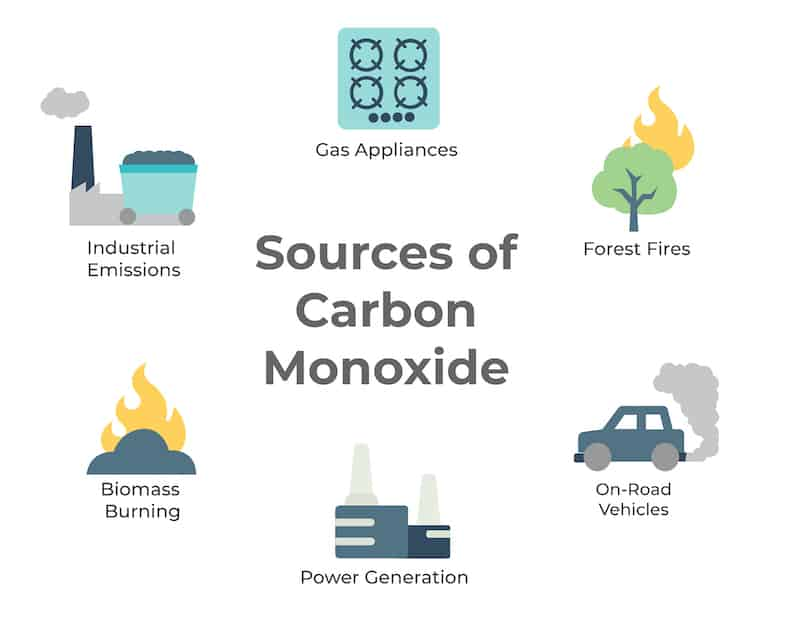 Gas Appliances
Industrial
Emissions
Forest Fires
Sources of
Carbon
Monoxide
Biomass
Burning
On-Road
Vehicles
Power Generation